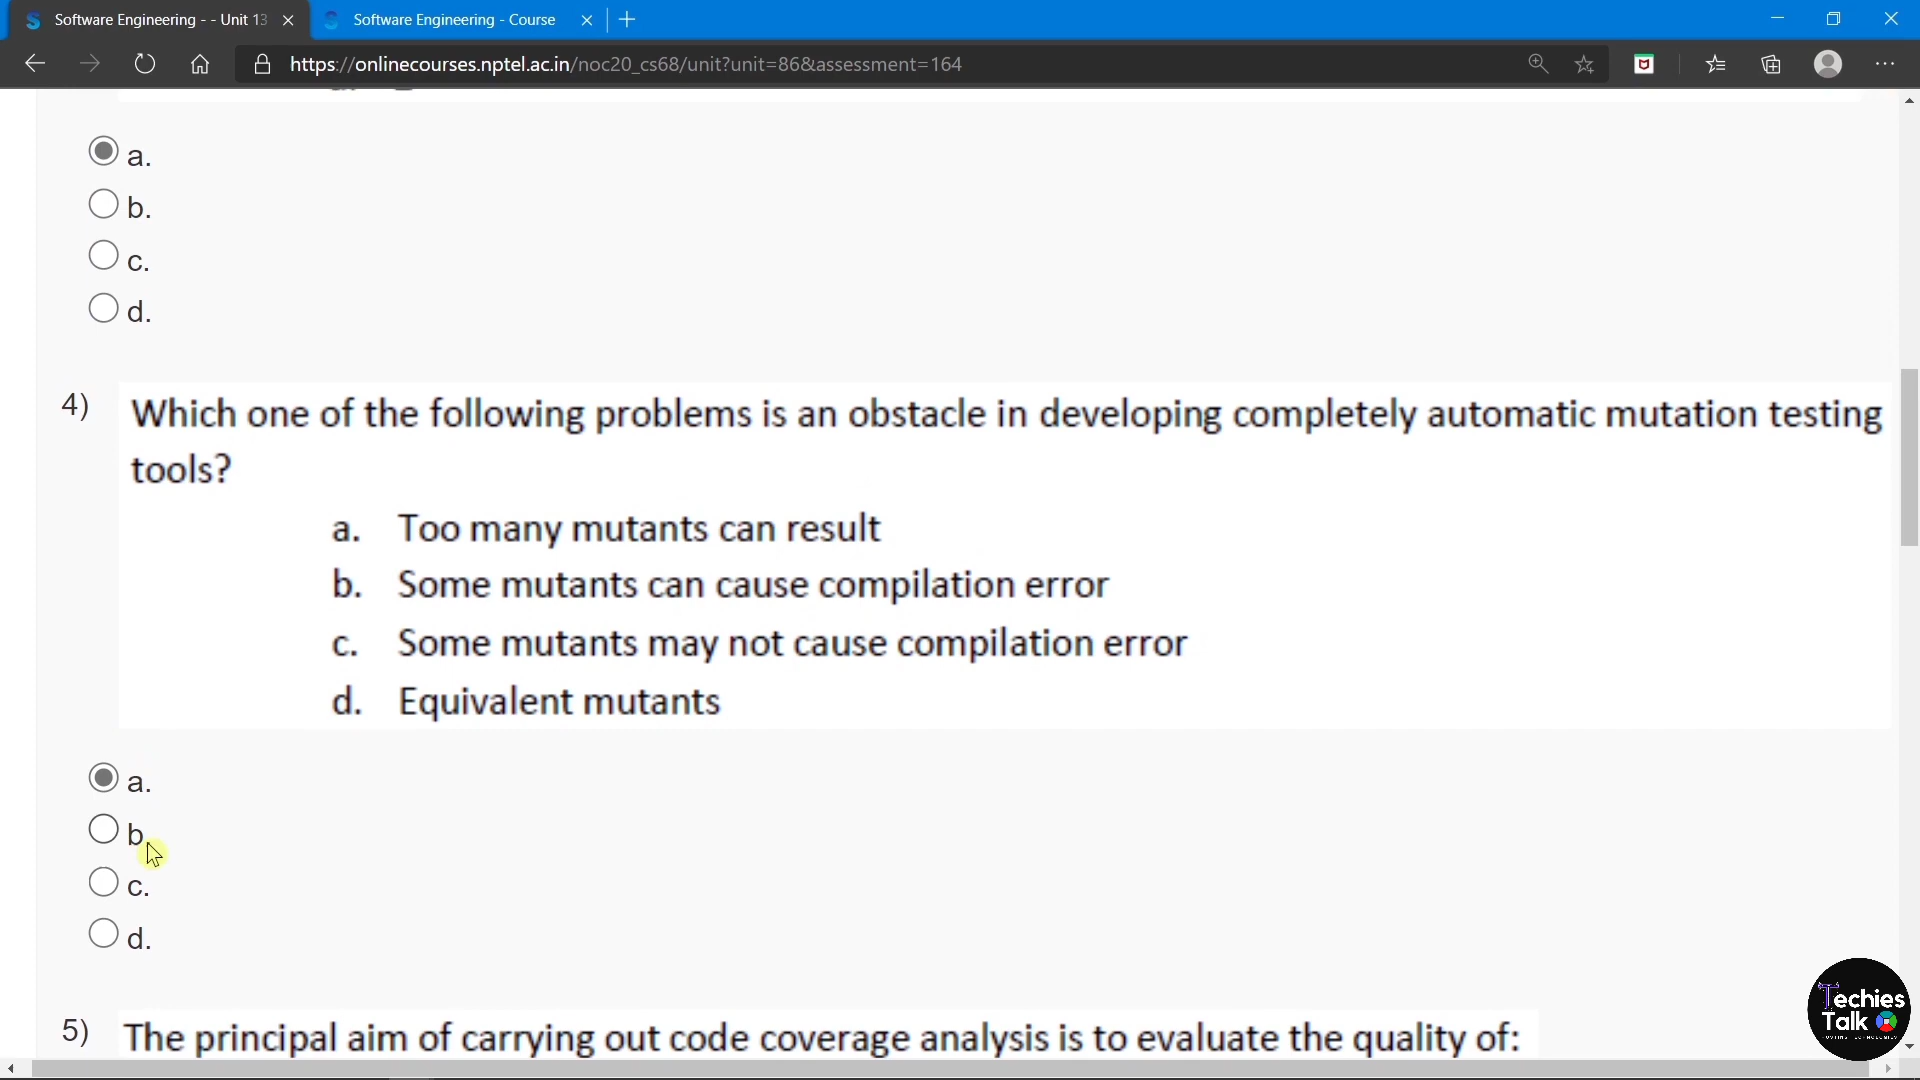 Software Engineering - - Unit 13
Software Engineering - Course
https://onlinecourses.nptel.ac.in/noc20_cs68/unit?unit=86&assessment=164
a.
b.
c.
d.
4) Which one of the following problems is an obstacle in developing completely automatic mutation testing
tools?
a. Too many mutants can result
b. Some mutants can cause compilation error
c. Some mutants may not cause compilation error
d. Equivalent mutants
a.
b.
c.
d.
5) The principal aim of carrying out code coverage analysis is to evaluate the quality of:
Techies
Talk